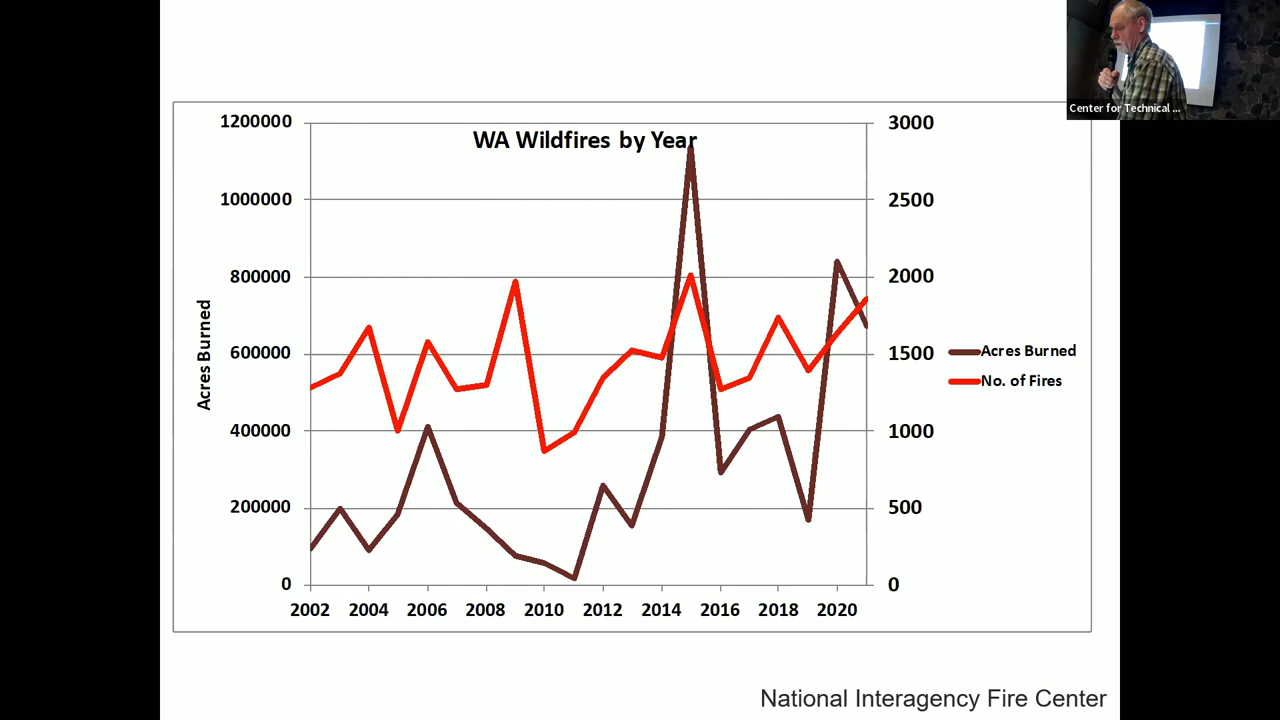 Center for Technical ...
WA Wildfires by Year
1200000
1000000
800000
600000
400000
200000
0
Acres Burned
3000
2500
2000
1500
1000
500
0
2002 2004 2006 2008 2010 2012 2014 2016 2018 2020
Acres Burned
No. of Fires
National Interagency Fire Center